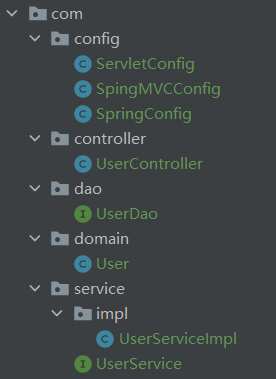 com
config
ServletConfig
SpingMVCConfig
SpringConfig
controller
C UserController
dao
I UserDao
domain
C User
service
impl
C UserServiceImpl
I UserService